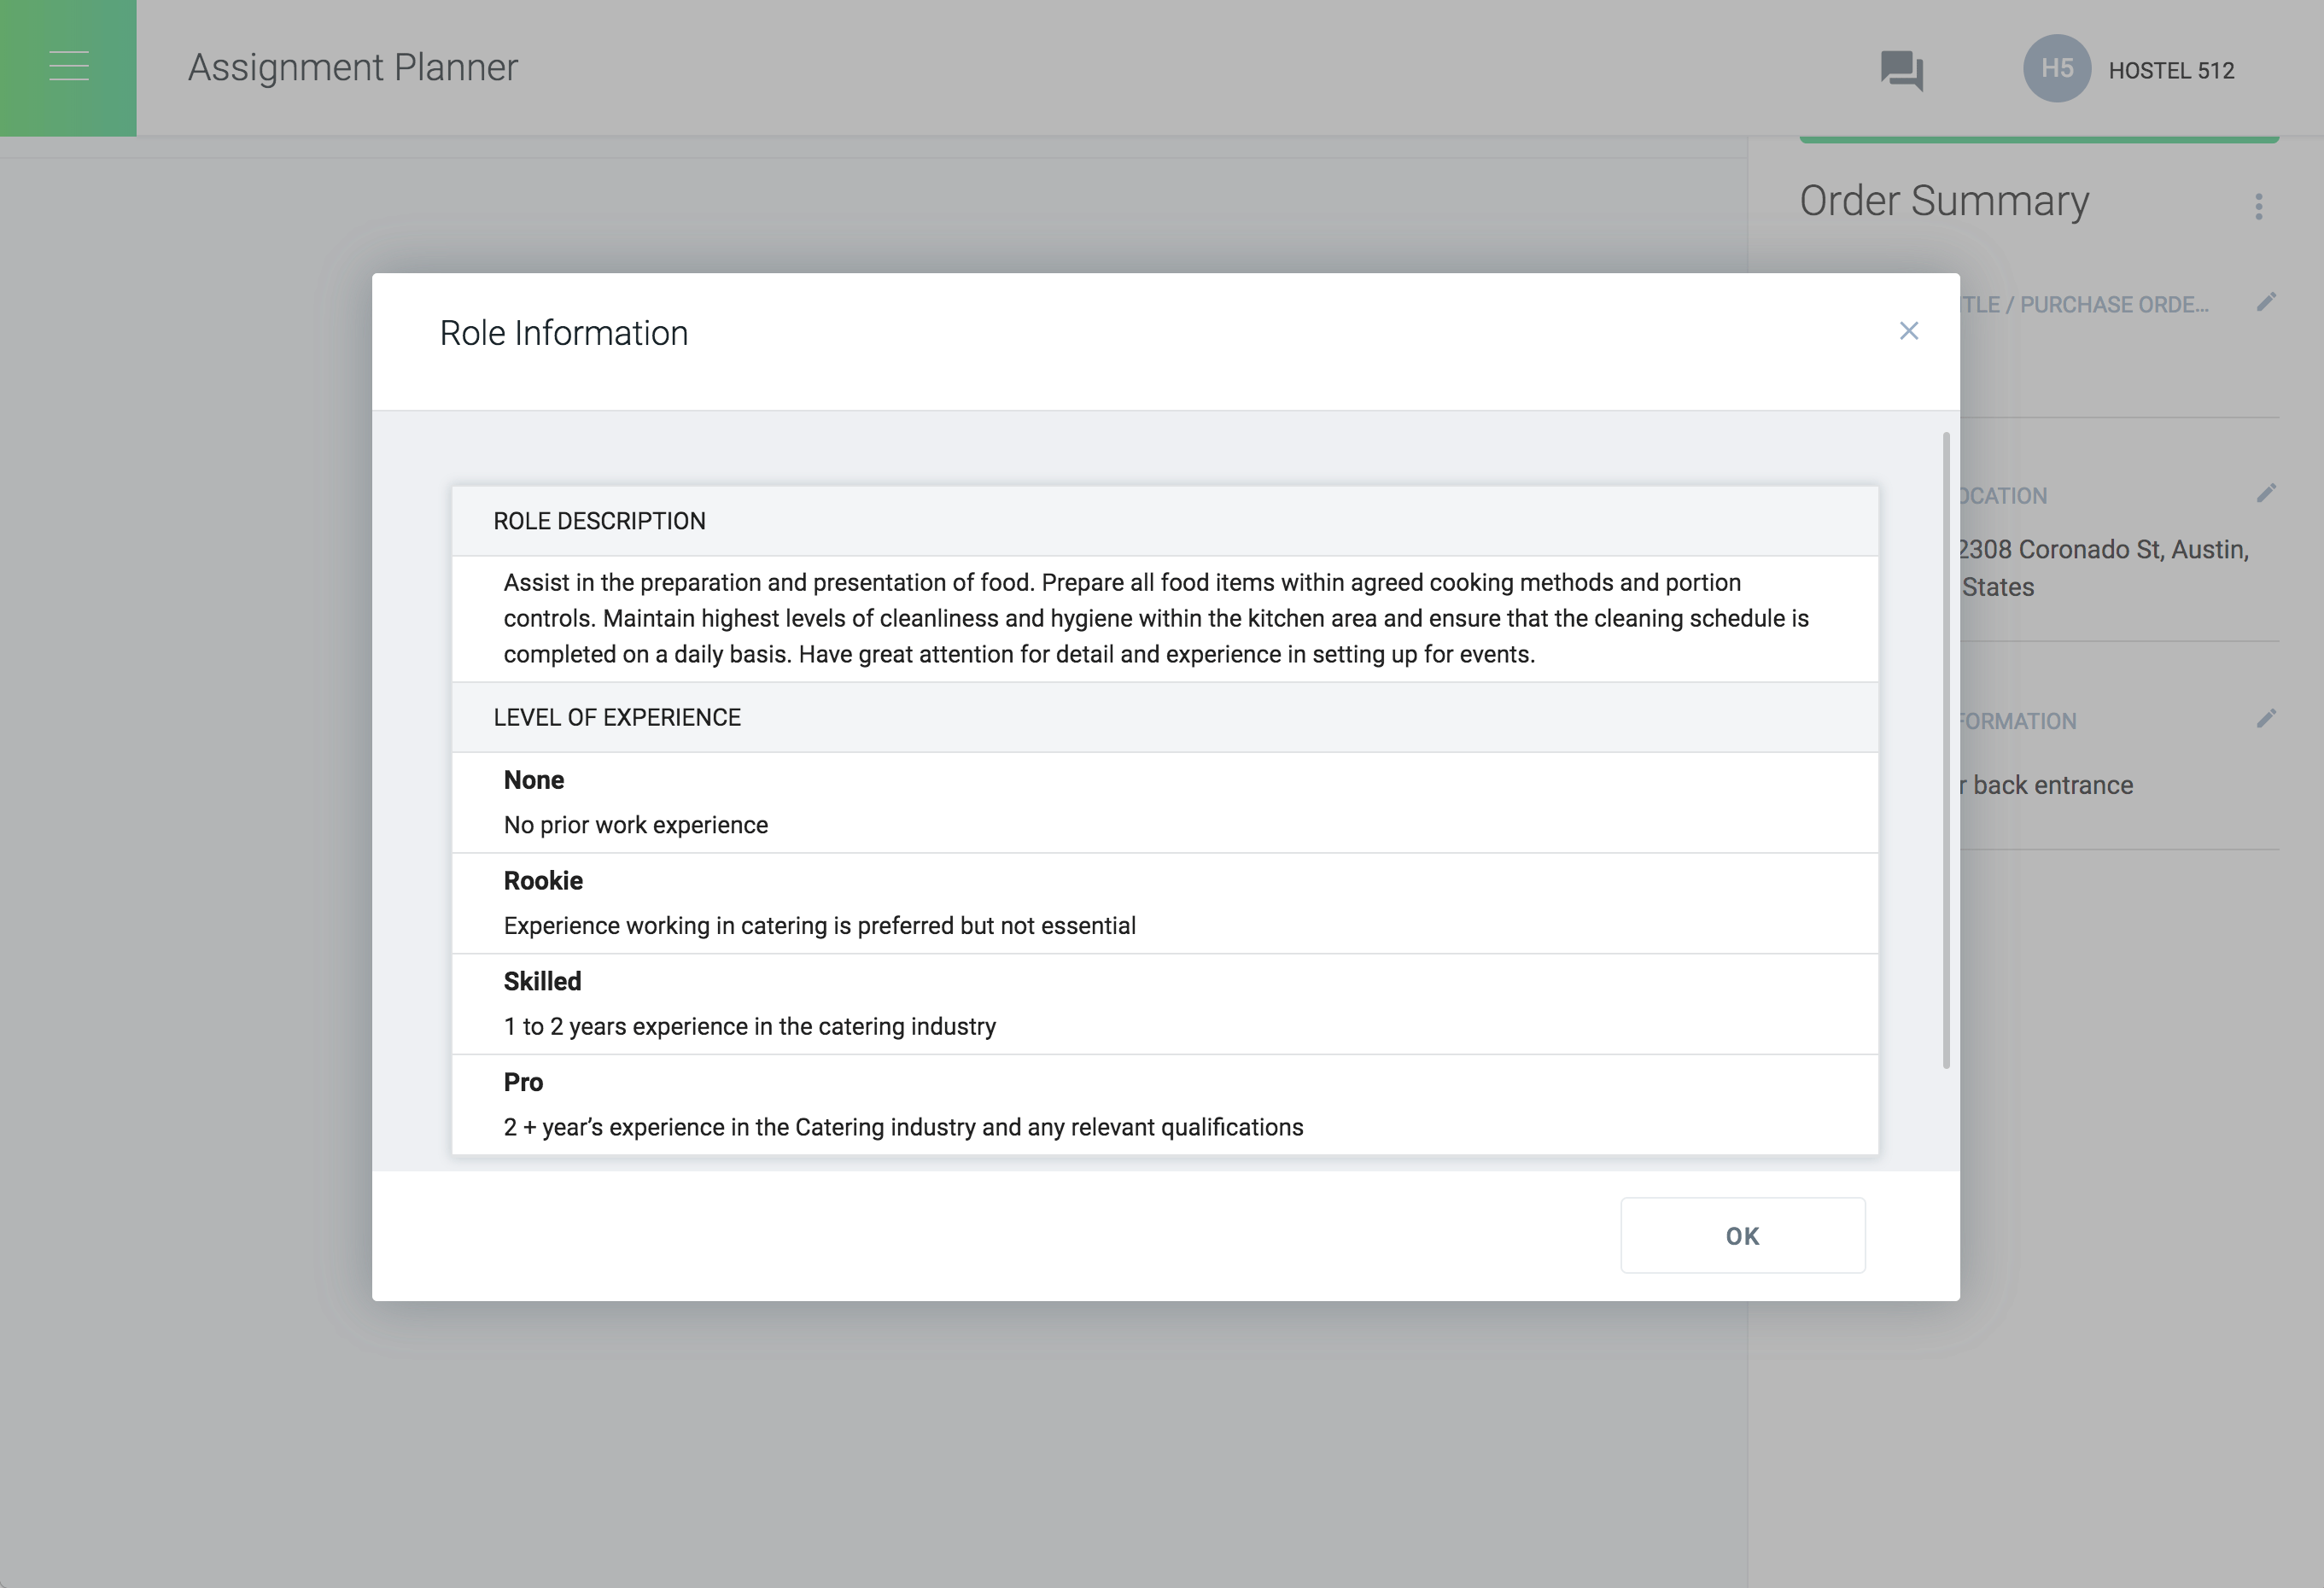 Assignment Planner
H5 HOSTEL 512
Order Summary
/ PURCHASE ORDE...
2308 Coronado St, Austin,
States
back entrance
Role Information
ROLE DESCRIPTION
Assist in the preparation and presentation of food. Prepare all food items within agreed cooking methods and portion
controls. Maintain highest levels of cleanliness and hygiene within the kitchen area and ensure that the cleaning schedule is
completed on a daily basis. Have great attention for detail and experience in setting up for events.
LEVEL OF EXPERIENCE
None
No prior work experience
Rookie
Experience working in catering is preferred but not essential
Skilled
1 to 2 years experience in the catering industry
Pro
2 + year’s experience in the Catering industry and any relevant qualifications
OK